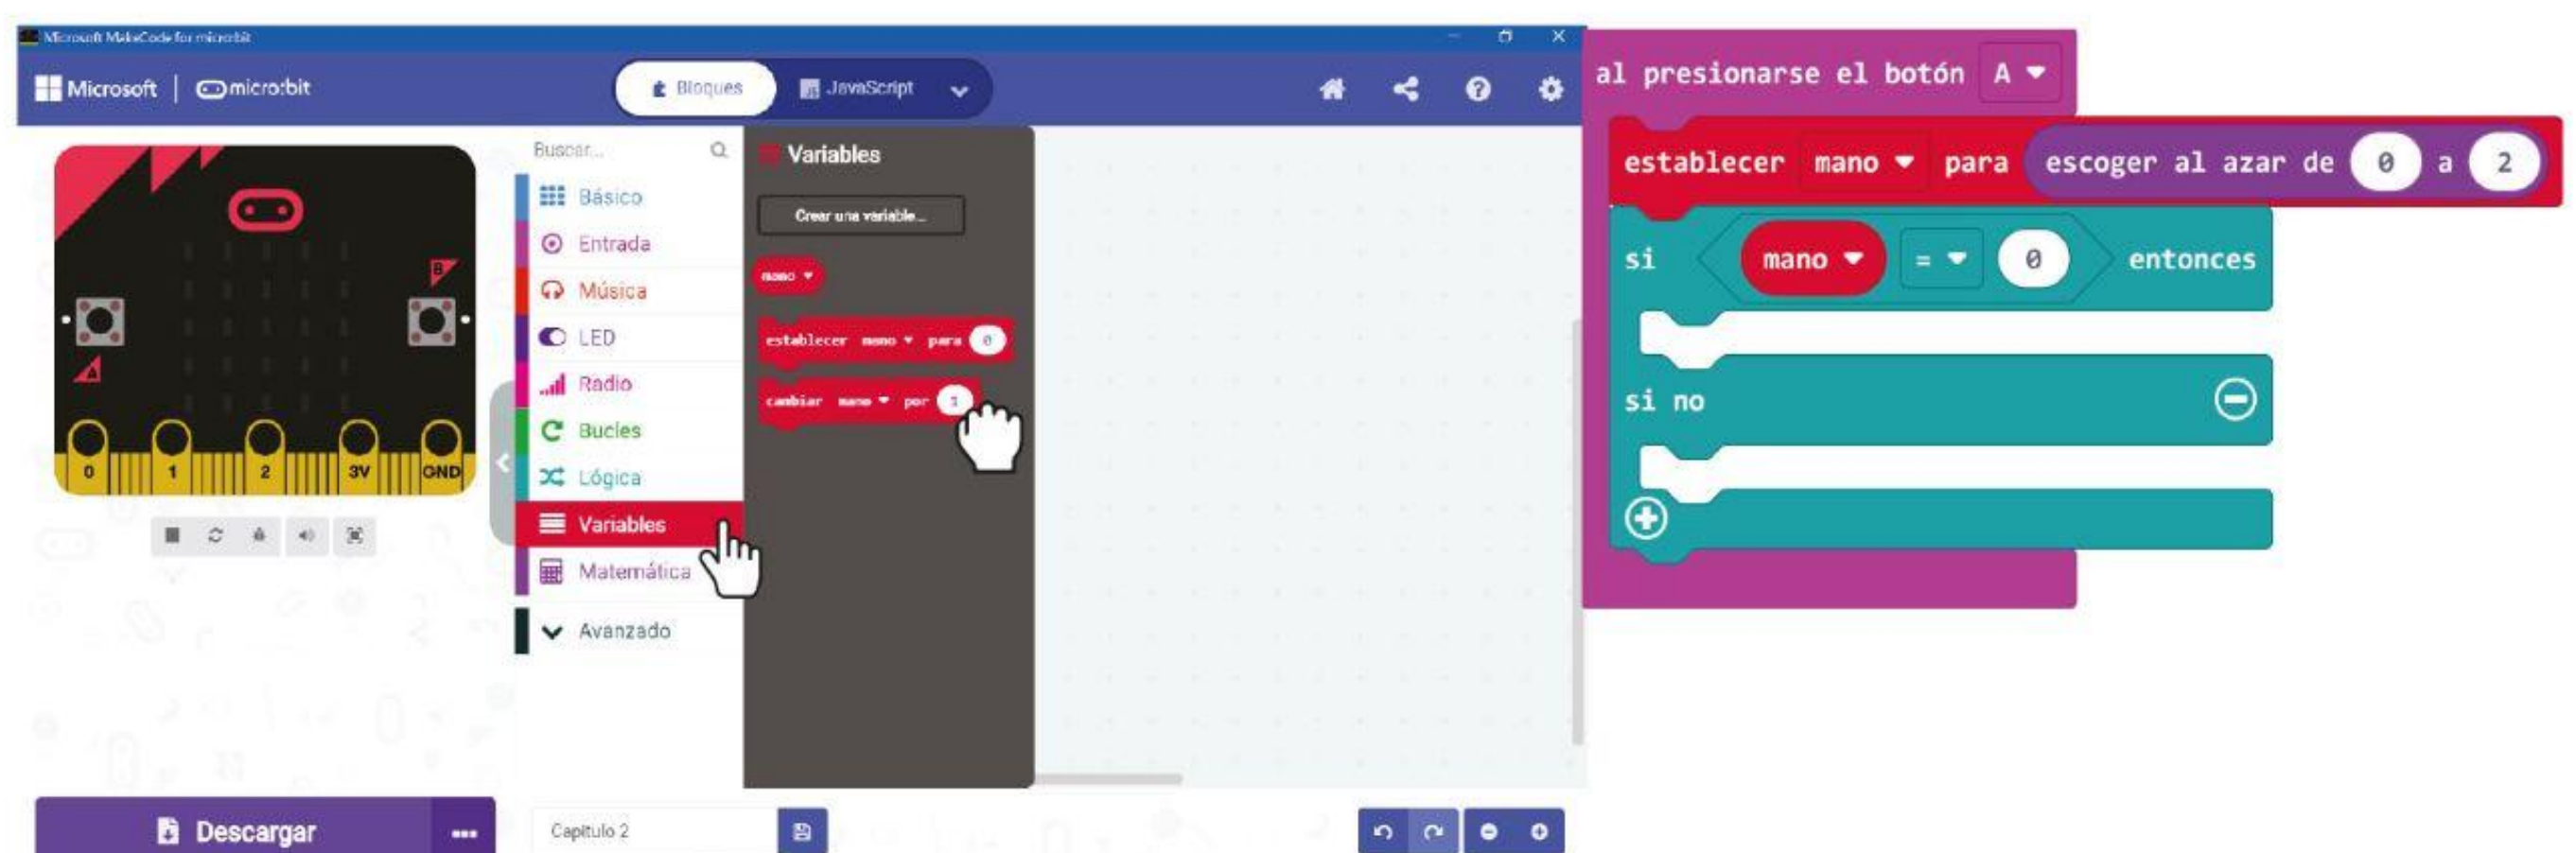 Microsoft MakeCode for micro:bit
Microsoft micro:bit
Bloques
JavaScript
B
A
0 1 2 3V GND
Descargar
Buscar...
Básico
Entrada
Música
LED
Radio
Bucles
Lógica
Variables
Matemática
Avanzado
Capitulo 2
Variables
Crear una variable...
mano
establecer mano para 0
cambiar mano por 1
al presionarse el botón A
establecer mano para escoger al azar de 0 a 2
si mano = 0 entonces
si no